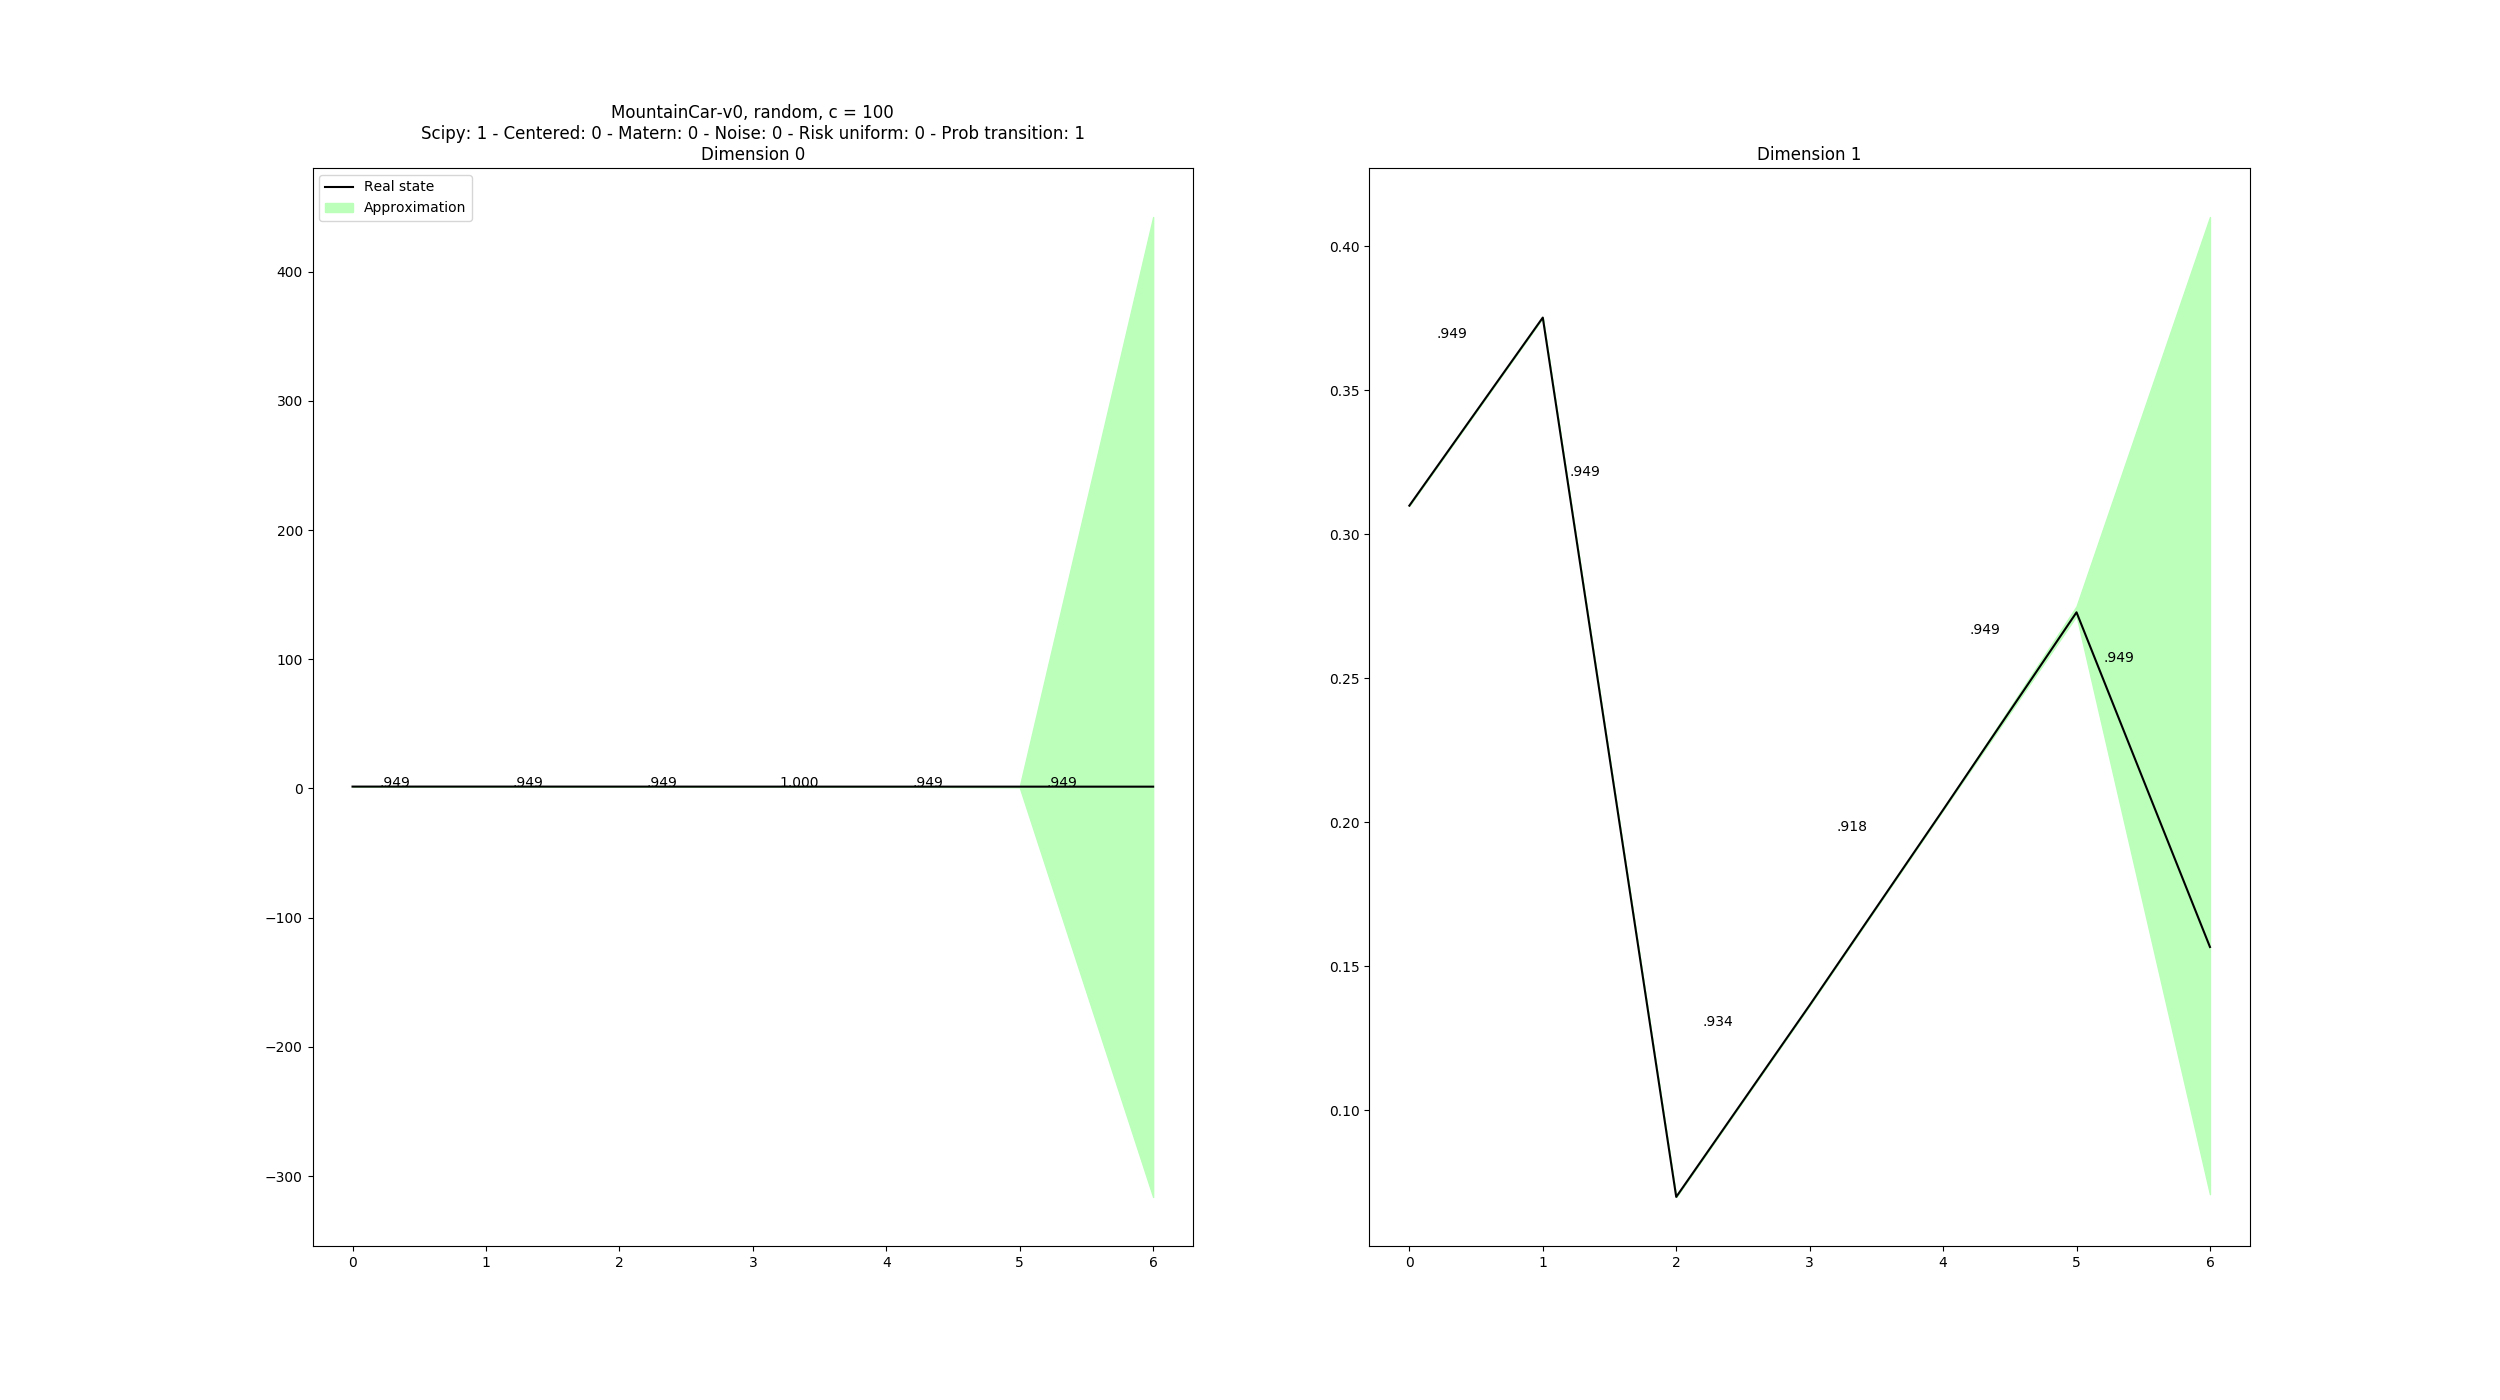 MountainCar-v0, random, c = 100
Scipy: 1 - Centered: 0 - Matern: 0 - Noise: 0 - Risk uniform: 0 - Prob transition: 1
Dimension 0
Real state
Approximation
400
300
200
100
0
−100
−200
−300
.949 .949 .949 1.000 .949 .949
0 1 2 3 4 5 6
Dimension 1
0.40
0.35
0.30
0.25
0.20
0.15
0.10
.949
.949
.949
.949
.918
.934
0 1 2 3 4 5 6